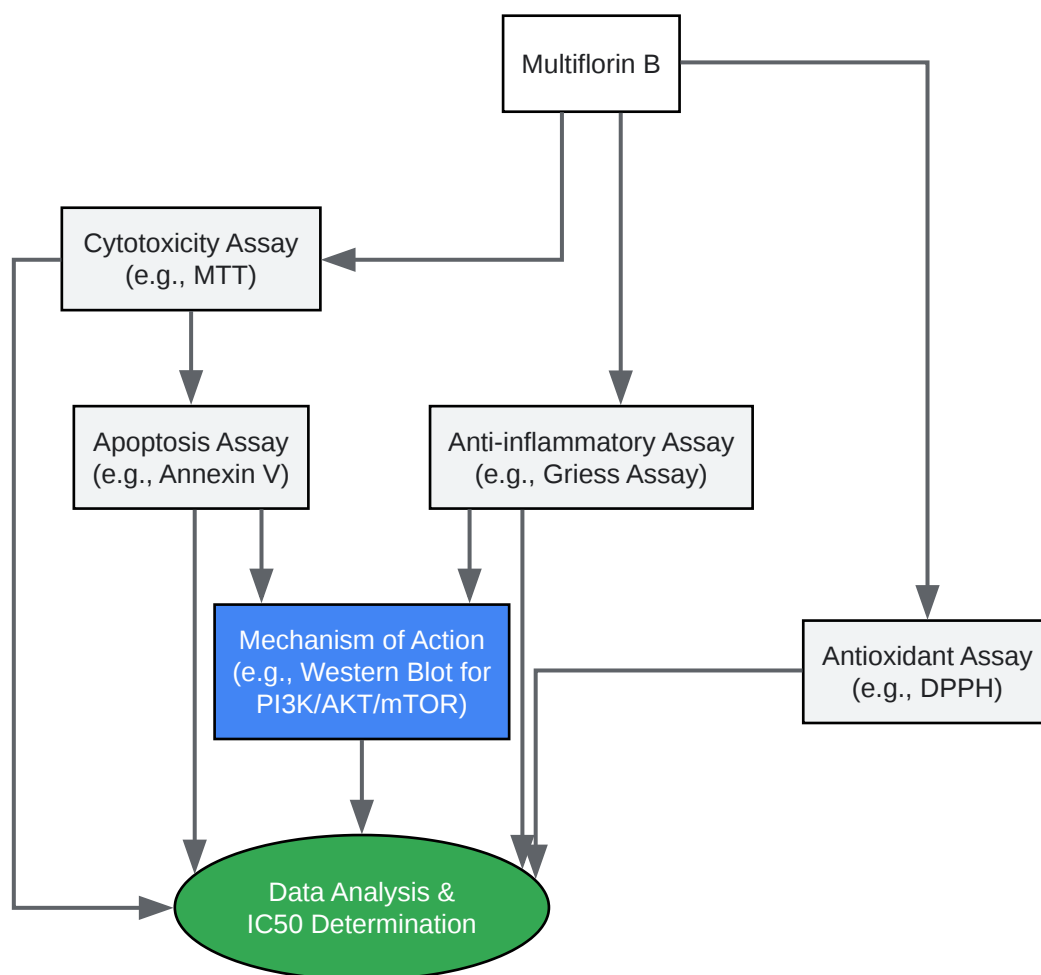 Multiflorin B
Cytotoxicity Assay
(e.g., MTT)
Apoptosis Assay
(e.g., Annexin V)
Anti-inflammatory Assay
(e.g., Griess Assay)
Mechanism of Action
(e.g., Western Blot for
PI3K/AKT/mTOR)
Antioxidant Assay
(e.g., DPPH)
Data Analysis &
IC50 Determination